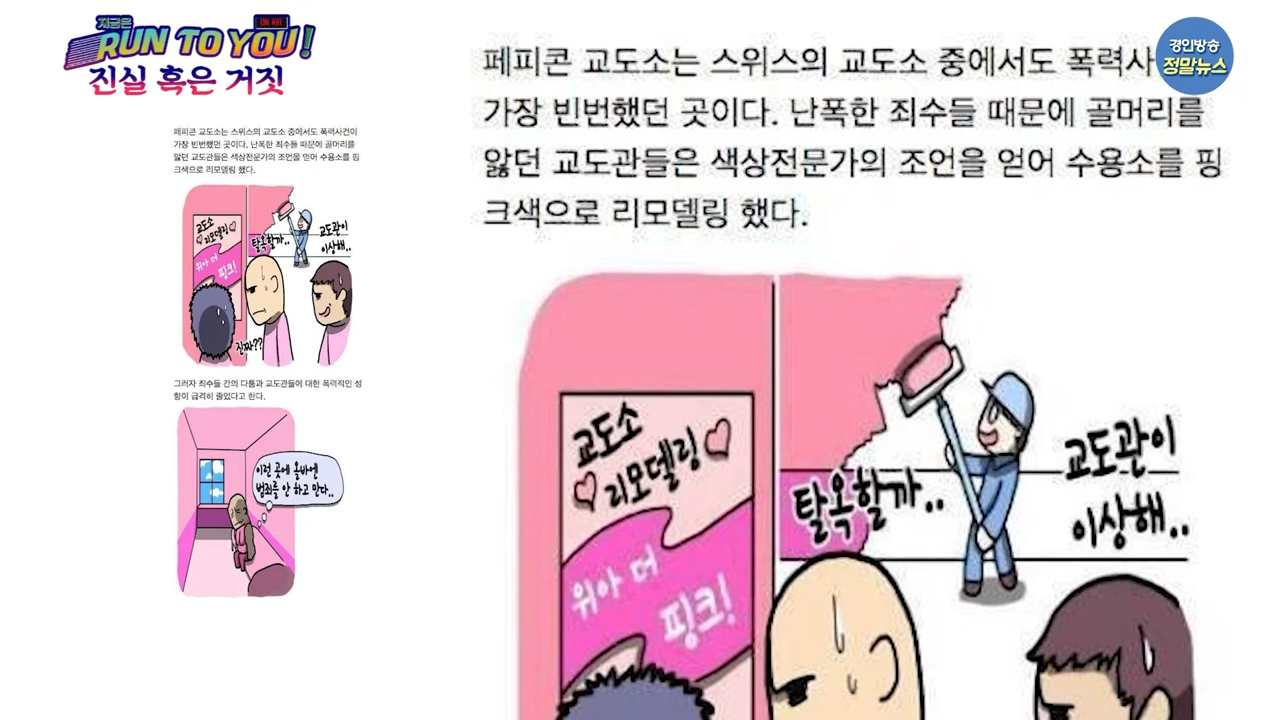 지금은
ON AIR
RUN TO YOU!
진실 혹은 거짓
경인방송
정말뉴스
페피콘 교도소는 스위스의 교도소 중에서도 폭력사건이
가장 빈번했던 곳이다. 난폭한 죄수들 때문에 골머리를
앓던 교도관들은 색상전문가의 조언을 얻어 수용소를 핑
크색으로 리모델링 했다.
교도소
리모델링
위아 더
핑크!
탈옥할까..
교도관이
이상해..
진짜??
그러자 죄수들 간의 다툼과 교도관들에 대한 폭력적인 성
향이 급격히 줄었다고 한다.
이런 곳에 올바엔
범죄를 안 하고 만다..
페피콘 교도소는 스위스의 교도소 중에서도 폭력사
가장 빈번했던 곳이다. 난폭한 죄수들 때문에 골머리를
앓던 교도관들은 색상전문가의 조언을 얻어 수용소를 핑
크색으로 리모델링 했다.
교도소
리모델링
위아 더
핑크!
탈옥할까..
교도관이
이상해..